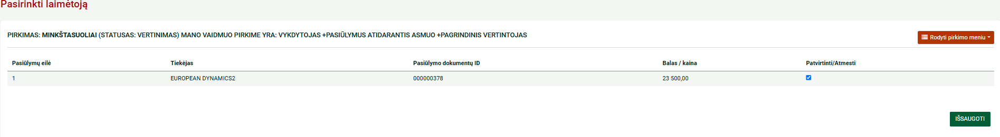 Pasirinkti laimėtoją
PIRKIMAS: MINKŠTASUOLIAI (STATUSAS: VERTINIMAS) MANO VAIDMUO PIRKIME YRA: VYKDYTOJAS +PASIŪLYMUS ATIDARANTIS ASMUO +PAGRINDINIS VERTINTOJAS
Rodyti pirkimo meniu
Pasiūlymų eilė Tiekėjas Pasiūlymo dokumentų ID Balas / kaina Patvirtinti/Atmesti
1 EUROPEAN DYNAMICS2 000000378 23 500,00
IŠSAUGOTI